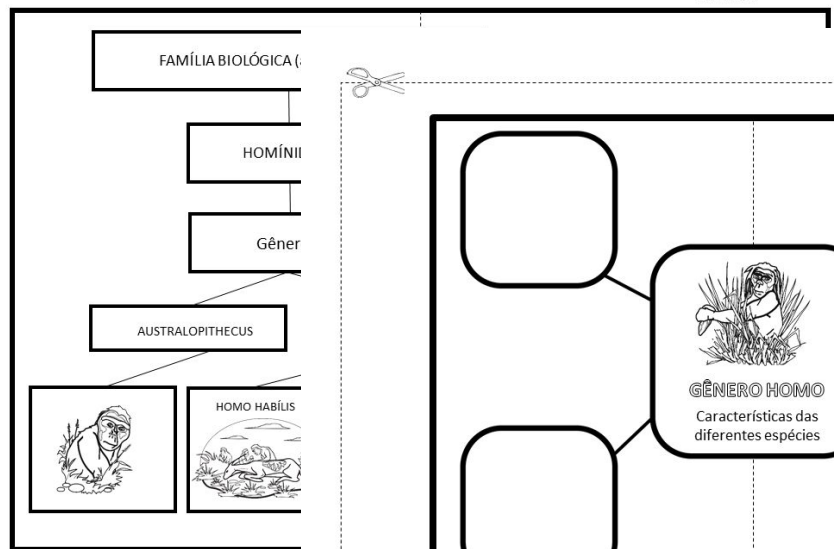 FAMÍLIA BIOLÓGICA
HOMÍNI
Gêner
AUSTRALOPITHECUS
HOMO HABÍLIS
GÊNERO HOMO
Características das
diferentes espécies